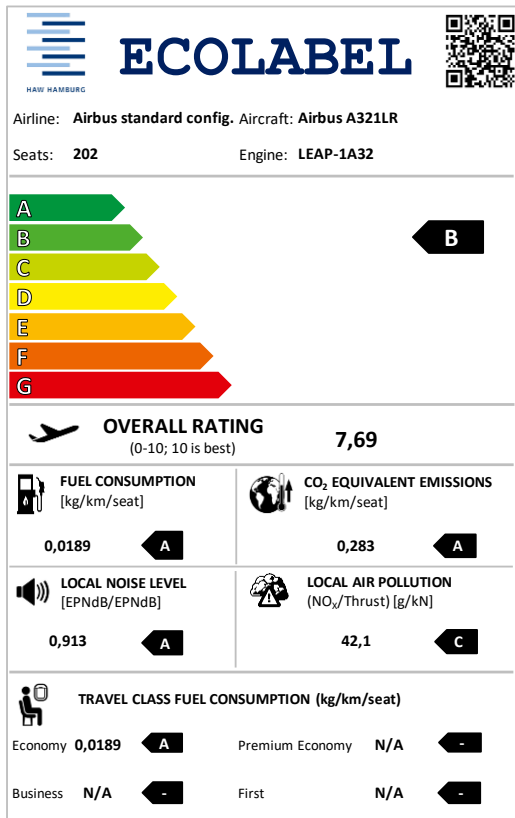 ECOLABEL
HAW HAMBURG
Airline: Airbus standard config. Aircraft: Airbus A321LR
Seats: 202 Engine: LEAP-1A32
A
B B
C
D
E
F
G
OVERALL RATING
(0-10; 10 is best) 7,69
FUEL CONSUMPTION
[kg/km/seat]
0,0189 A
CO₂ EQUIVALENT EMISSIONS
[kg/km/seat]
0,283 A
LOCAL NOISE LEVEL
[EPNdB/EPNdB]
0,913 A
LOCAL AIR POLLUTION
(NOₓ/Thrust) [g/kN]
42,1 C
TRAVEL CLASS FUEL CONSUMPTION (kg/km/seat)
Economy 0,0189 A Premium Economy N/A -
Business N/A - First N/A -